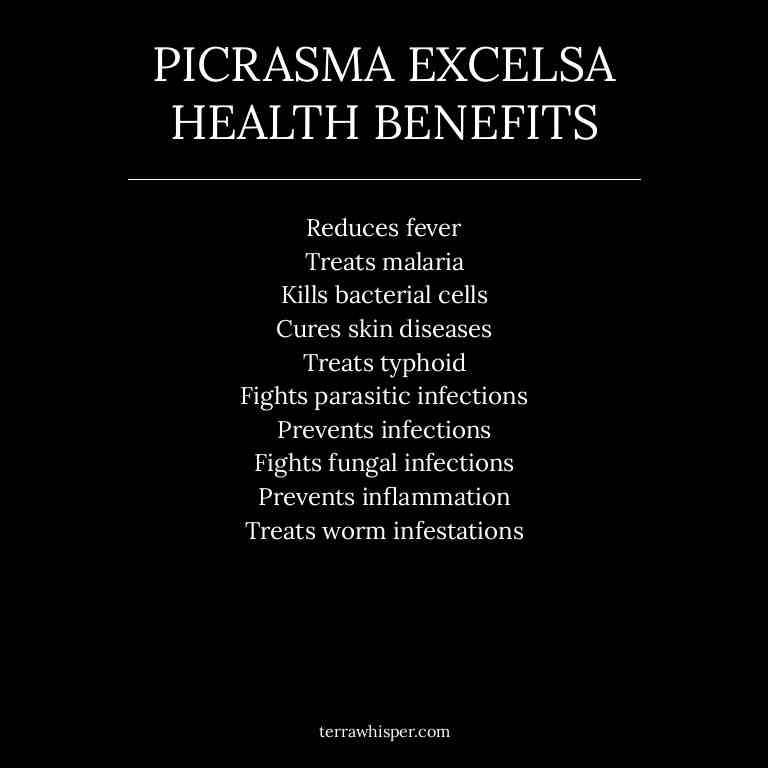 PICRASMA EXCELSA
HEALTH BENEFITS
Reduces fever
Treats malaria
Kills bacterial cells
Cures skin diseases
Treats typhoid
Fights parasitic infections
Prevents infections
Fights fungal infections
Prevents inflammation
Treats worm infestations
terrawhisper.com